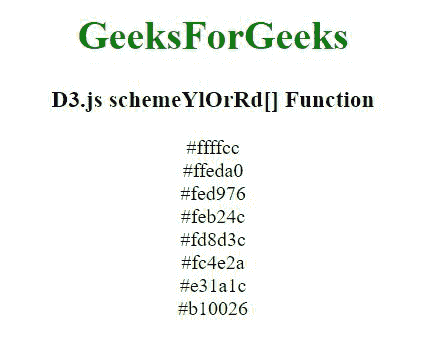 GeeksForGeeks
D3.js schemeYlOrRd[] Function
#ffffcc
#ffeda0
#fed976
#feb24c
#fd8d3c
#fc4e2a
#e31a1c
#b10026